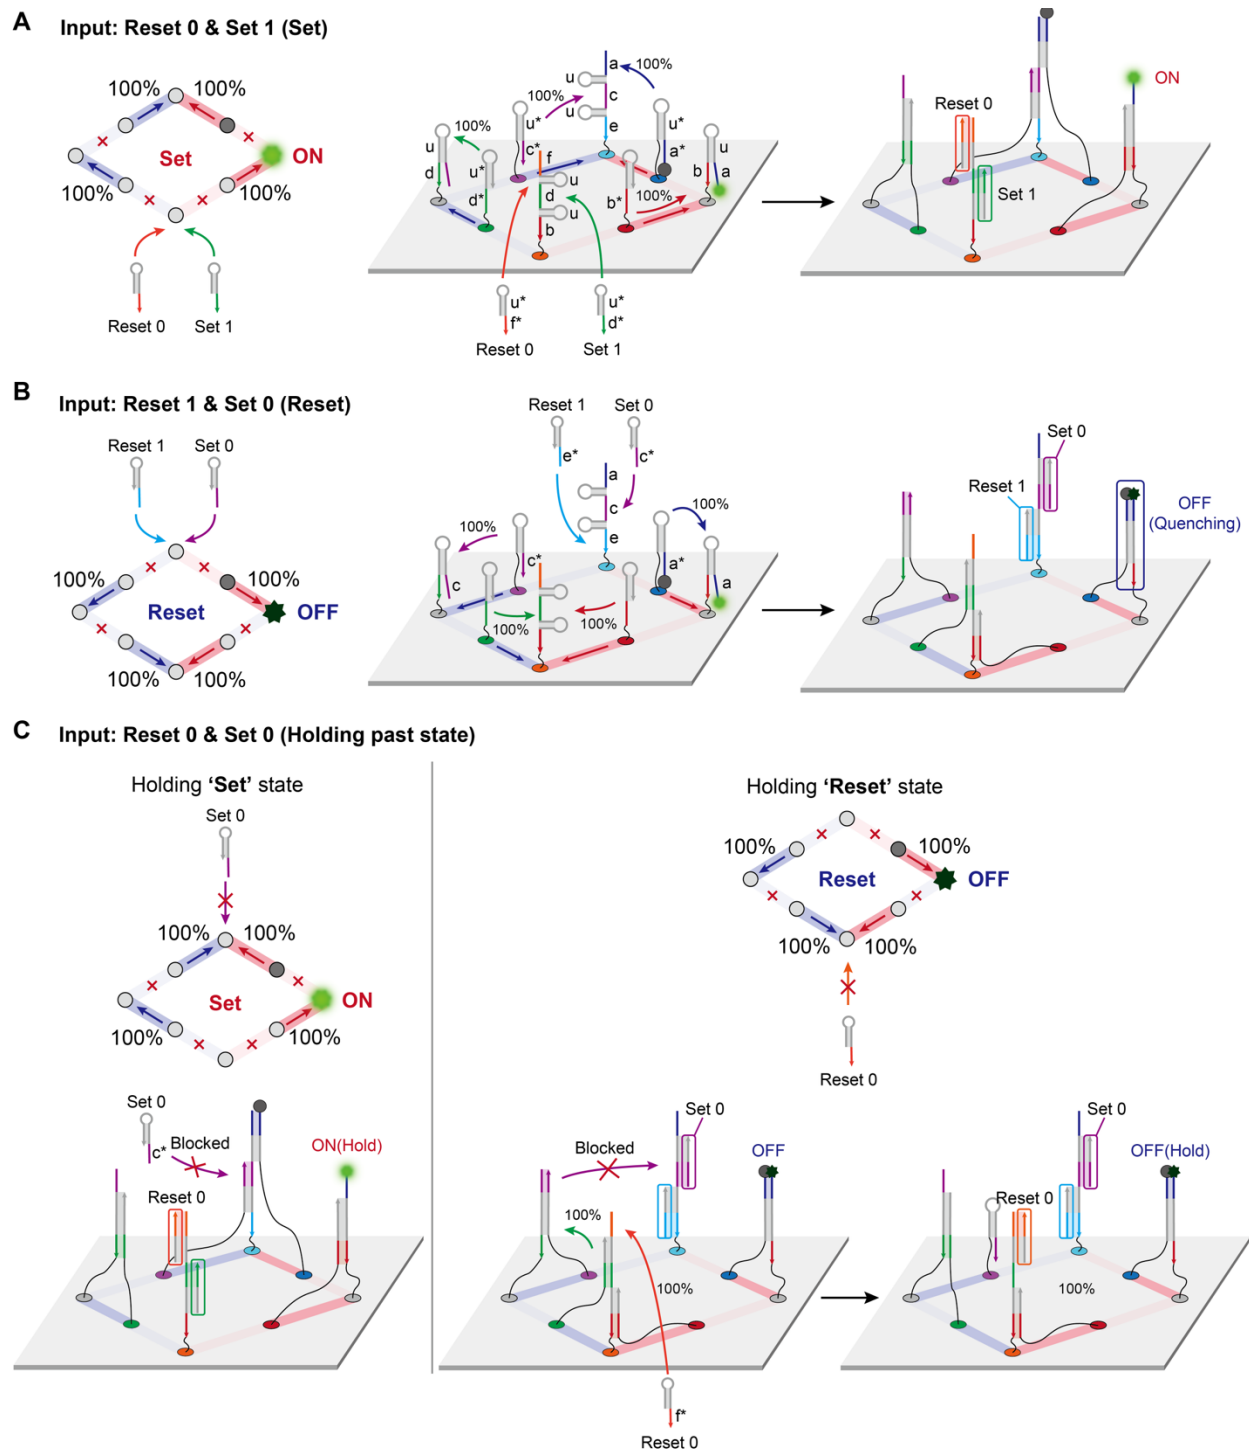 A
Input: Reset 0 & Set 1 (Set)
100% 100%
Set
ON
100% 100%
Reset 0 Set 1
a
u
100%
100%
c
u
u* u*
e
100%
u
u*
c*
f
a*
u
d
u*
u
b
a
d*
d
u
b*
100%
b
u*
f*
u*
d*
Reset 0 Set 1
ON
Reset 0
Set 1
B
Input: Reset 1 & Set 0 (Reset)
Reset 1 Set 0
100% 100%
Reset
OFF
100% 100%
Reset 1 Set 0
e* c*
a
c
e
100%
100%
c*
a*
c
a
100%
100%
Set 0
Reset 1
OFF
(Quenching)
C
Input: Reset 0 & Set 0 (Holding past state)
Holding 'Set' state
Set 0
100% 100%
Set
ON
100% 100%
Set 0
c*
Blocked
ON(Hold)
Reset 0
Holding 'Reset' state
100% 100%
Reset
OFF
100% 100%
Reset 0
Set 0
Blocked
OFF
100%
100%
f*
Reset 0
Set 0
OFF(Hold)
Reset 0
100%